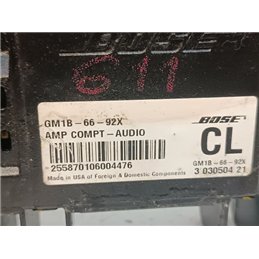 BOSE
611
GM1B-66-92X
AMP COMPT-AUDIO
BOSE
CL
255870106004476
GM1B-66-92X
3 030504 21
Made in USA of Foreign & Domestic Components